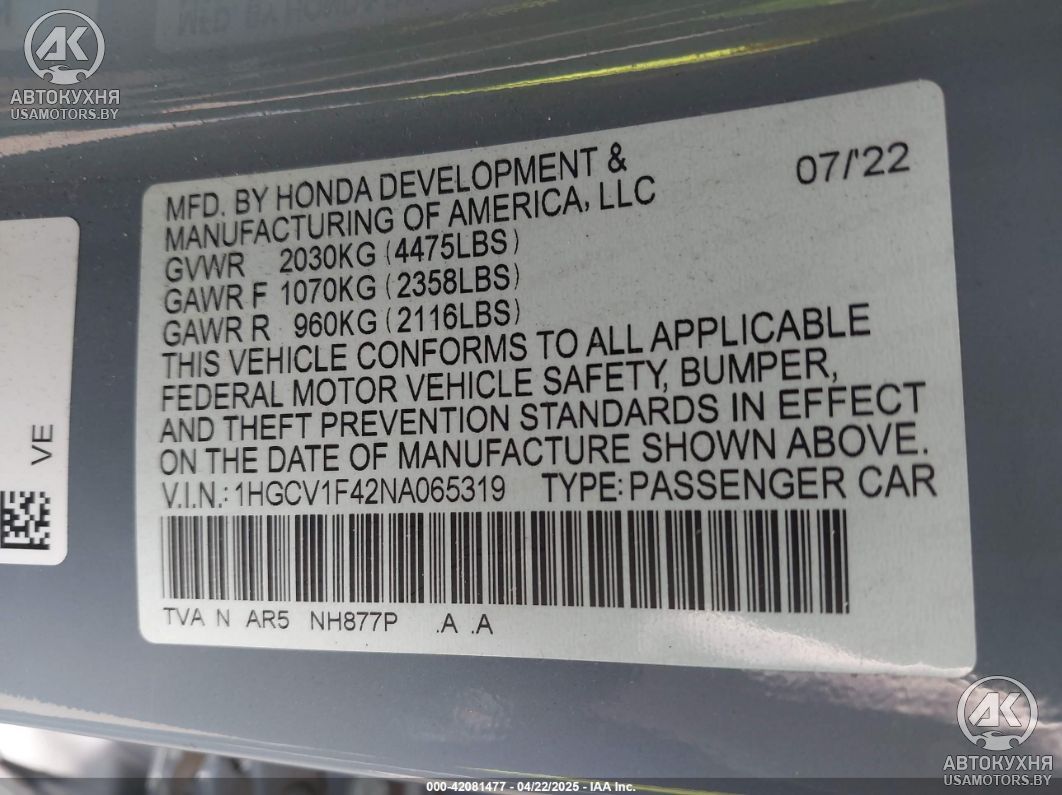 АВТОКУХНЯ
USAMOTORS.BY
MFD. BY HONDA DEVELOPMENT &
MANUFACTURING OF AMERICA, LLC
07/'22
GVWR 2030KG (4475LBS)
GAWR F 1070KG (2358LBS)
GAWR R 960KG (2116LBS)
THIS VEHICLE CONFORMS TO ALL APPLICABLE
FEDERAL MOTOR VEHICLE SAFETY, BUMPER,
AND THEFT PREVENTION STANDARDS IN EFFECT
ON THE DATE OF MANUFACTURE SHOWN ABOVE.
V.I.N.: 1HGCV1F42NA065319 TYPE: PASSENGER CAR
TVA N AR5 NH877P .A .A
VE
AK
АВТОКУХНЯ
USAMOTORS.BY
000-42081477 - 04/22/2025 - IAA Inc.